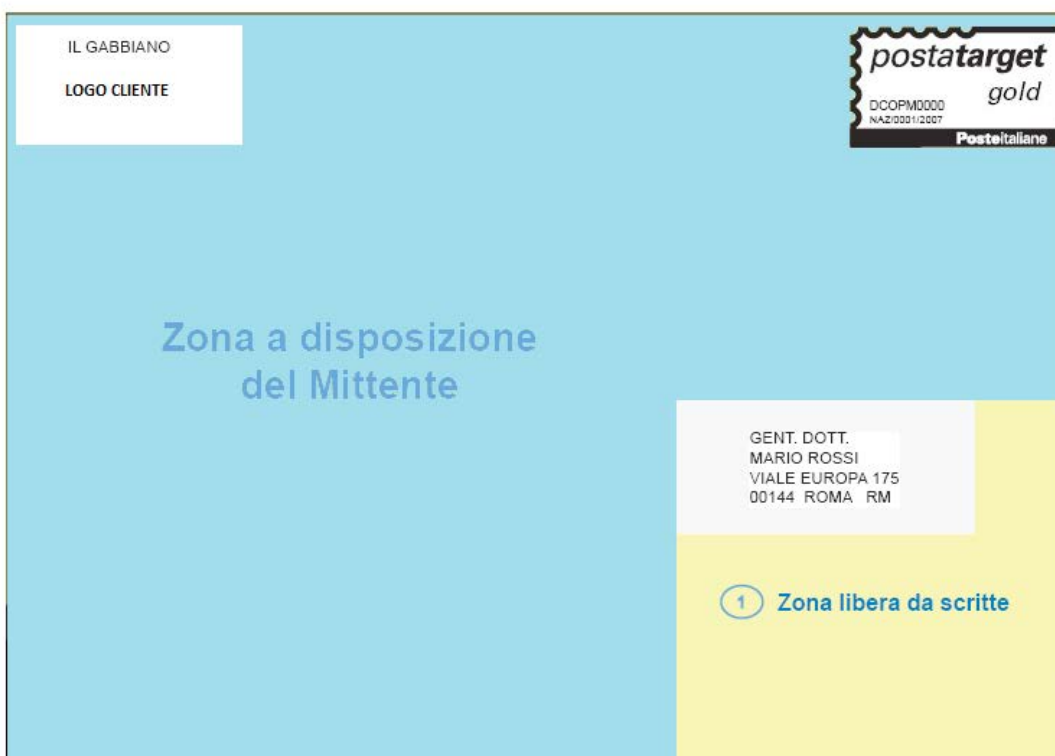 IL GABBIANO
LOGO CLIENTE
postatarget
gold
DCOPM0000
NAZ/0001/2007
Posteitaliane
Zona a disposizione
del Mittente
GENT. DOTT.
MARIO ROSSI
VIALE EUROPA 175
00144 ROMA RM
1 Zona libera da scritte